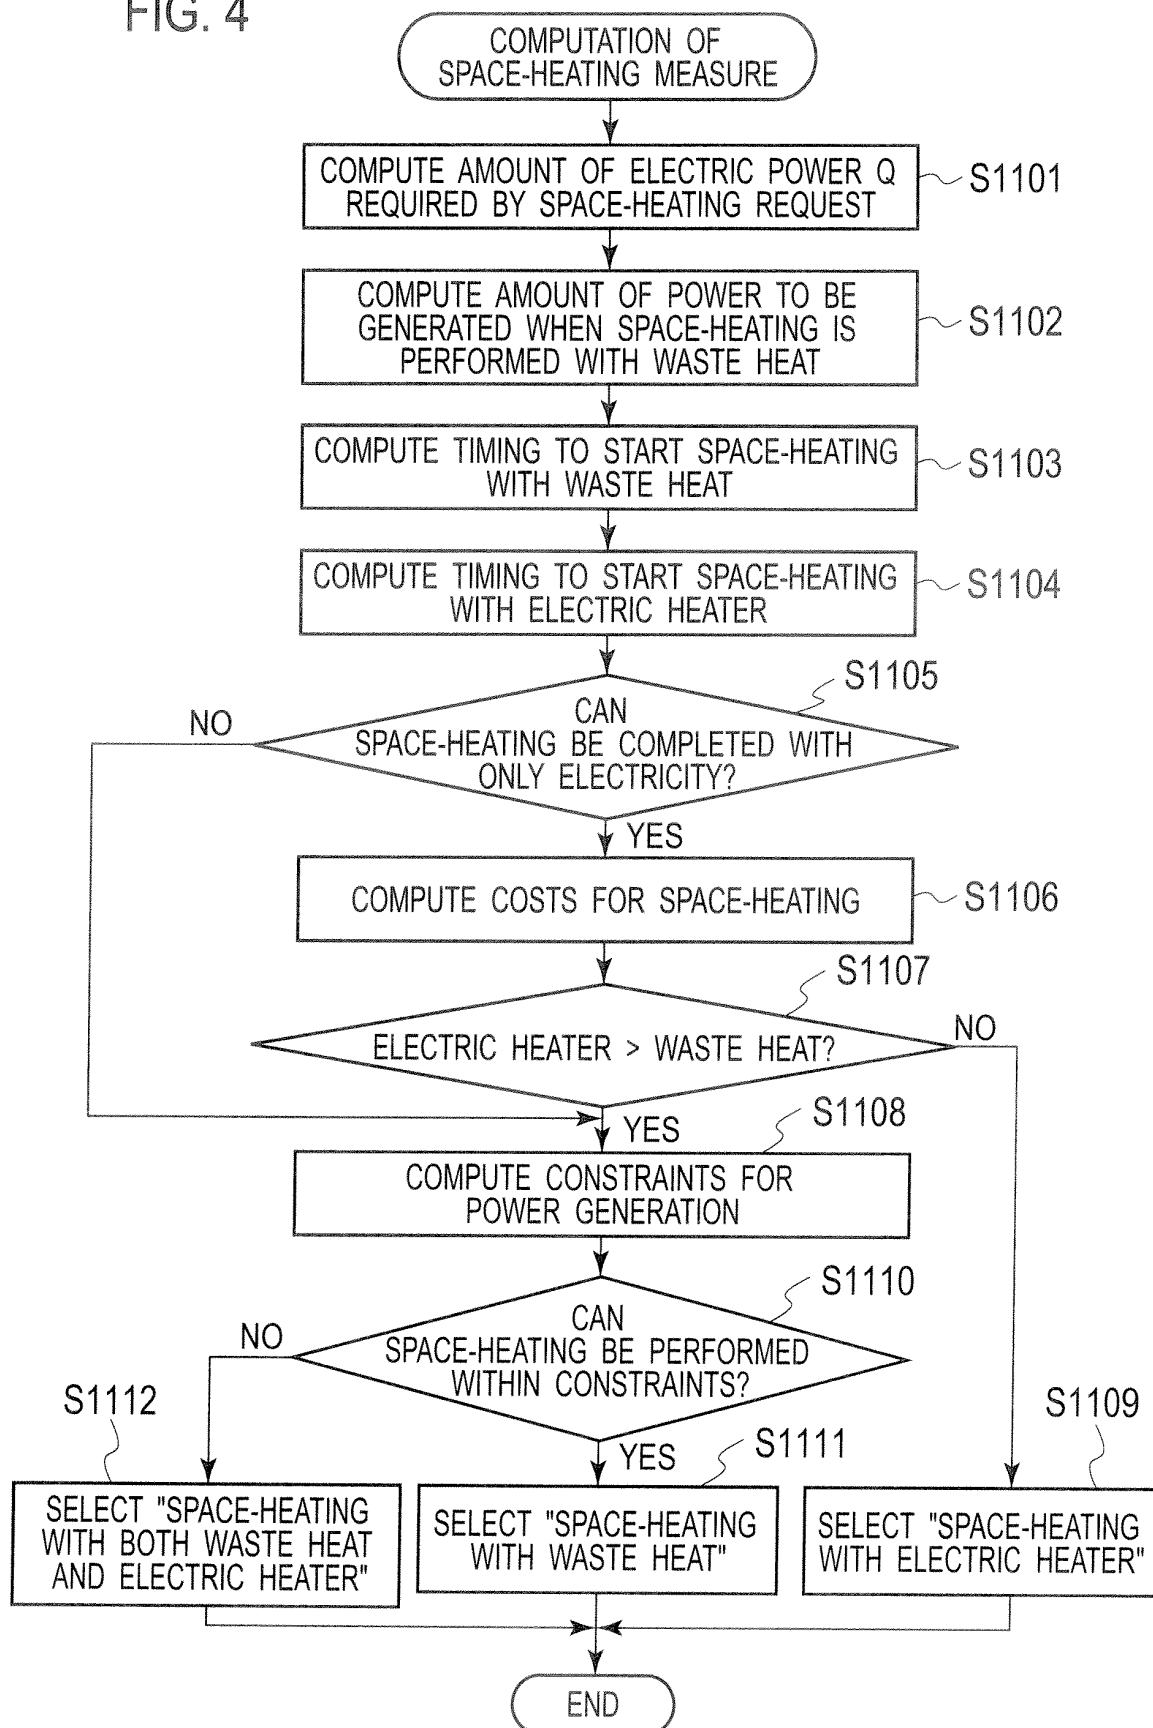 FIG. 4
COMPUTATION OF
SPACE-HEATING MEASURE
COMPUTE AMOUNT OF ELECTRIC POWER Q
REQUIRED BY SPACE-HEATING REQUEST
S1101
COMPUTE AMOUNT OF POWER TO BE
GENERATED WHEN SPACE-HEATING IS
PERFORMED WITH WASTE HEAT
S1102
COMPUTE TIMING TO START SPACE-HEATING
WITH WASTE HEAT
S1103
COMPUTE TIMING TO START SPACE-HEATING
WITH ELECTRIC HEATER
S1104
S1105
NO
CAN
SPACE-HEATING BE COMPLETED WITH
ONLY ELECTRICITY?
YES
COMPUTE COSTS FOR SPACE-HEATING
S1106
S1107
ELECTRIC HEATER > WASTE HEAT?
NO
YES
S1108
COMPUTE CONSTRAINTS FOR
POWER GENERATION
S1110
NO
CAN
SPACE-HEATING BE PERFORMED
WITHIN CONSTRAINTS?
YES
S1112
SELECT "SPACE-HEATING
WITH BOTH WASTE HEAT
AND ELECTRIC HEATER"
S1111
SELECT "SPACE-HEATING
WITH WASTE HEAT"
S1109
SELECT "SPACE-HEATING
WITH ELECTRIC HEATER"
END